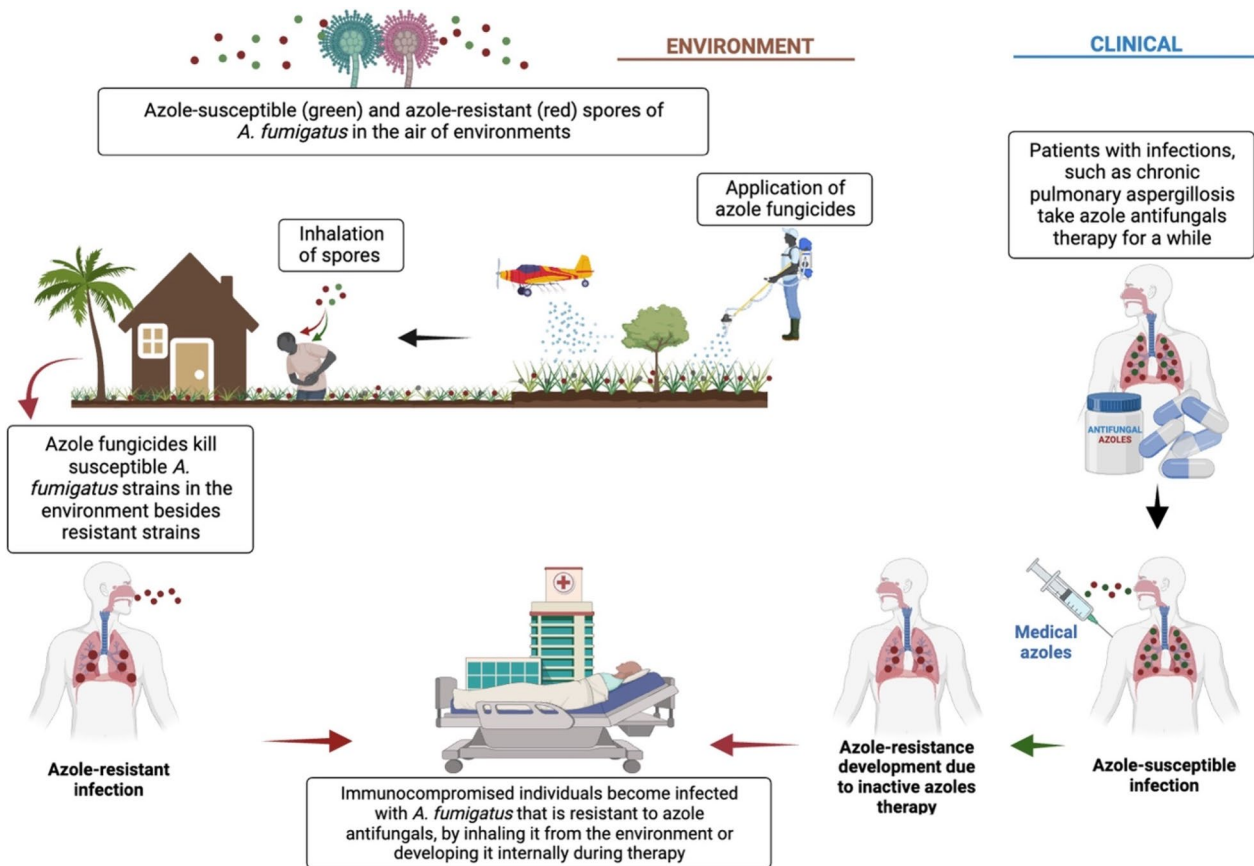 ENVIRONMENT
CLINICAL
Azole-susceptible (green) and azole-resistant (red) spores of
A. fumigatus in the air of environments
Patients with infections,
such as chronic
pulmonary aspergillosis
take azole antifungals
therapy for a while
Application of
azole fungicides
Inhalation
of spores
ANTIFUNGAL
AZOLES
Azole fungicides kill
susceptible A.
fumigatus strains in the
environment besides
resistant strains
Medical
azoles
Azole-resistant
infection
Azole-resistance
development due
to inactive azoles
therapy
Azole-susceptible
infection
Immunocompromised individuals become infected
with A. fumigatus that is resistant to azole
antifungals, by inhaling it from the environment or
developing it internally during therapy